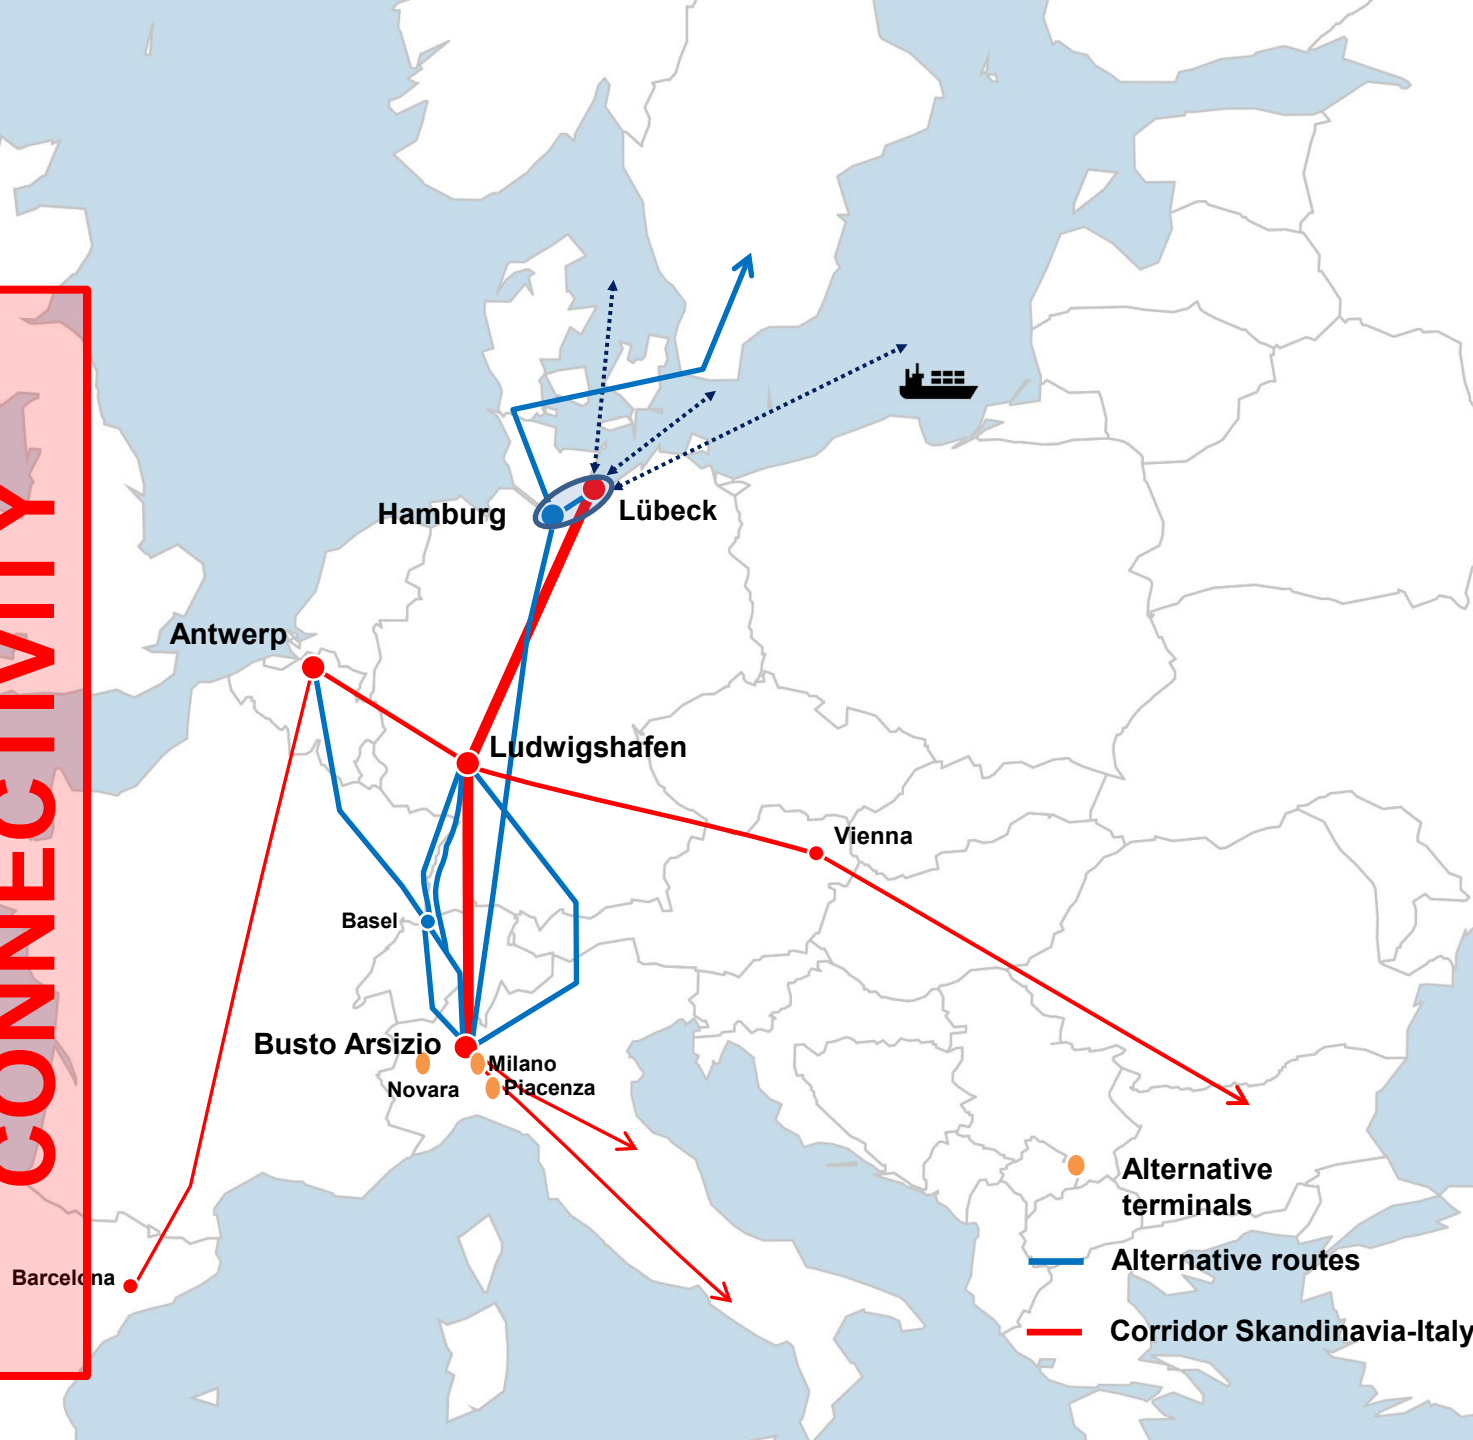 CONNECTIVITY
Hamburg
Lübeck
Antwerp
Ludwigshafen
Vienna
Basel
Busto Arsizio
Milano
Novara
Piacenza
Barcelona
Alternative
terminals
Alternative routes
Corridor Skandinavia-Italy